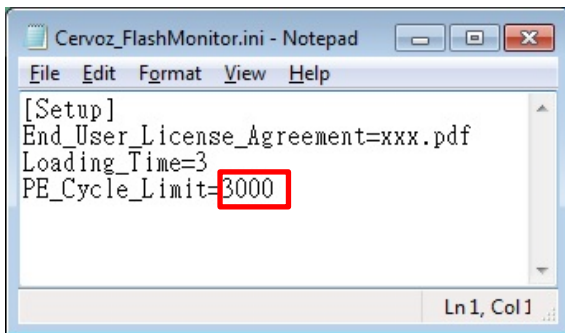 Cervoz_FlashMonitor.ini - Notepad
File Edit Format View Help
[Setup]
End_User_License_Agreement=xxx.pdf
Loading_Time=3
PE_Cycle_Limit=3000
Ln 1, Col 1